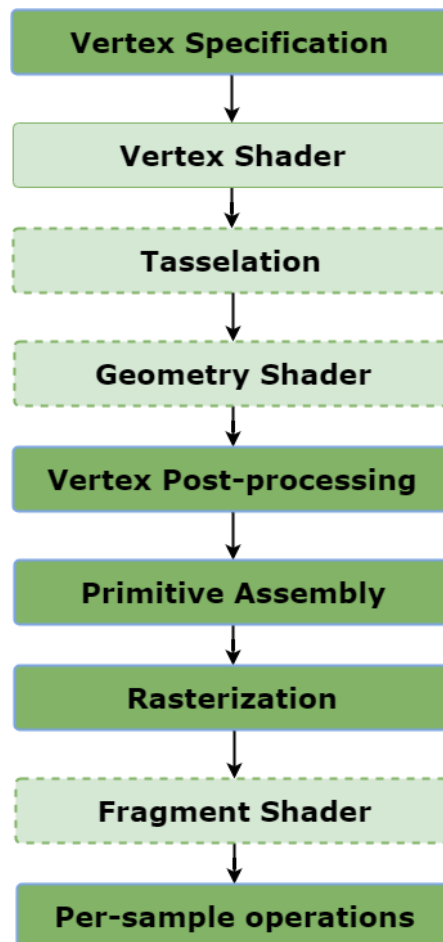 Vertex Specification
Vertex Shader
Tasselation
Geometry Shader
Vertex Post-processing
Primitive Assembly
Rasterization
Fragment Shader
Per-sample operations